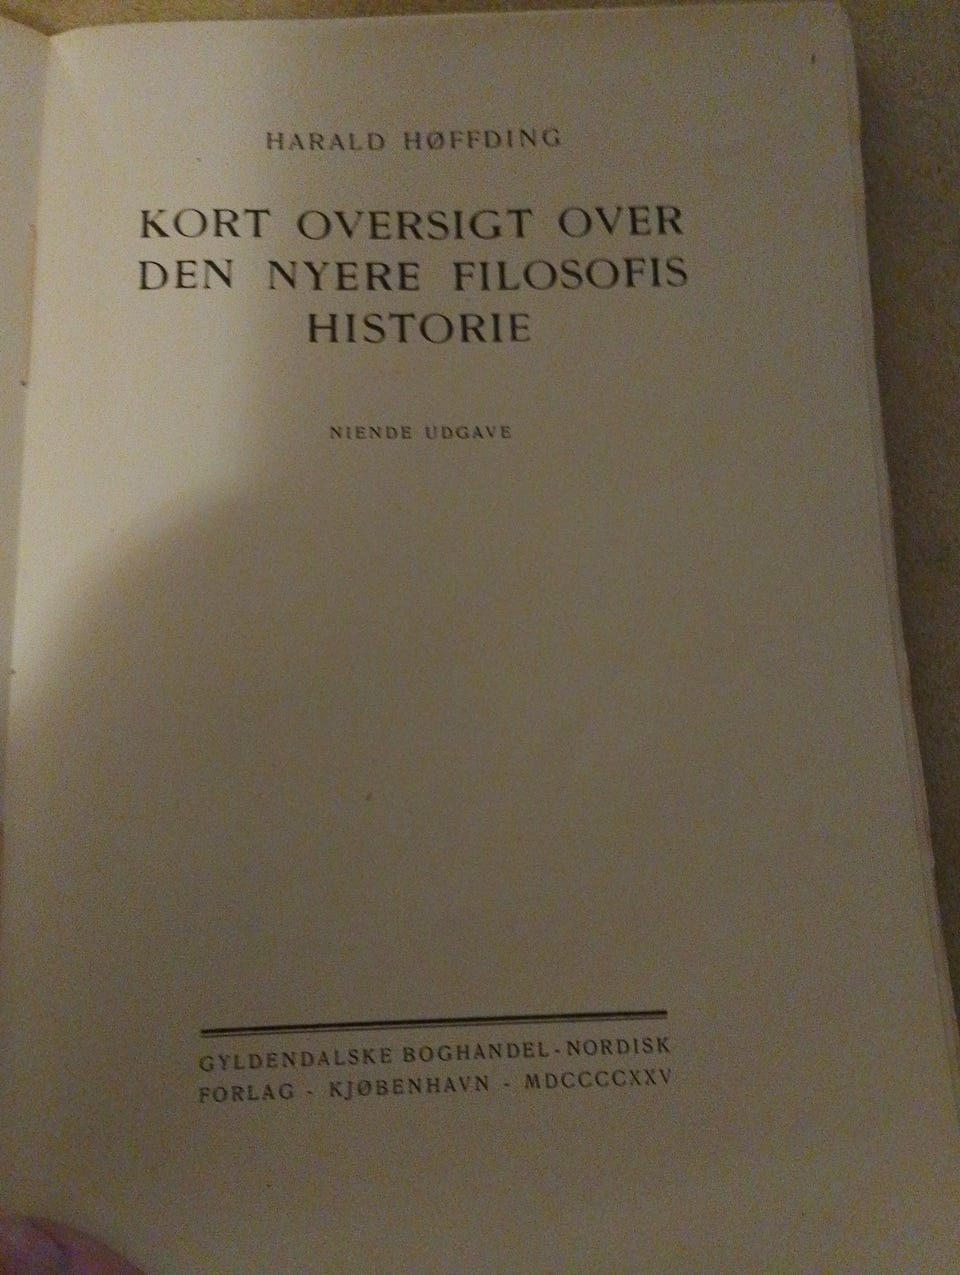 HARALD HØFFDING
KORT OVERSIGT OVER
DEN NYERE FILOSOFIS
HISTORIE
NIENDE UDGAVE
GYLDENDALSKE BOGHANDEL - NORDISK
FORLAG - KJØBENHAVN - MDCCCCXXV